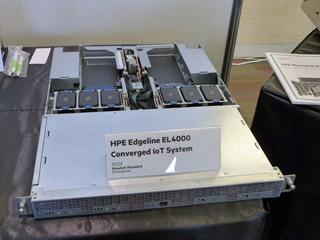 HPE Edgeline EL4000
Converged IoT System
Hewlett Packard
Enterprise